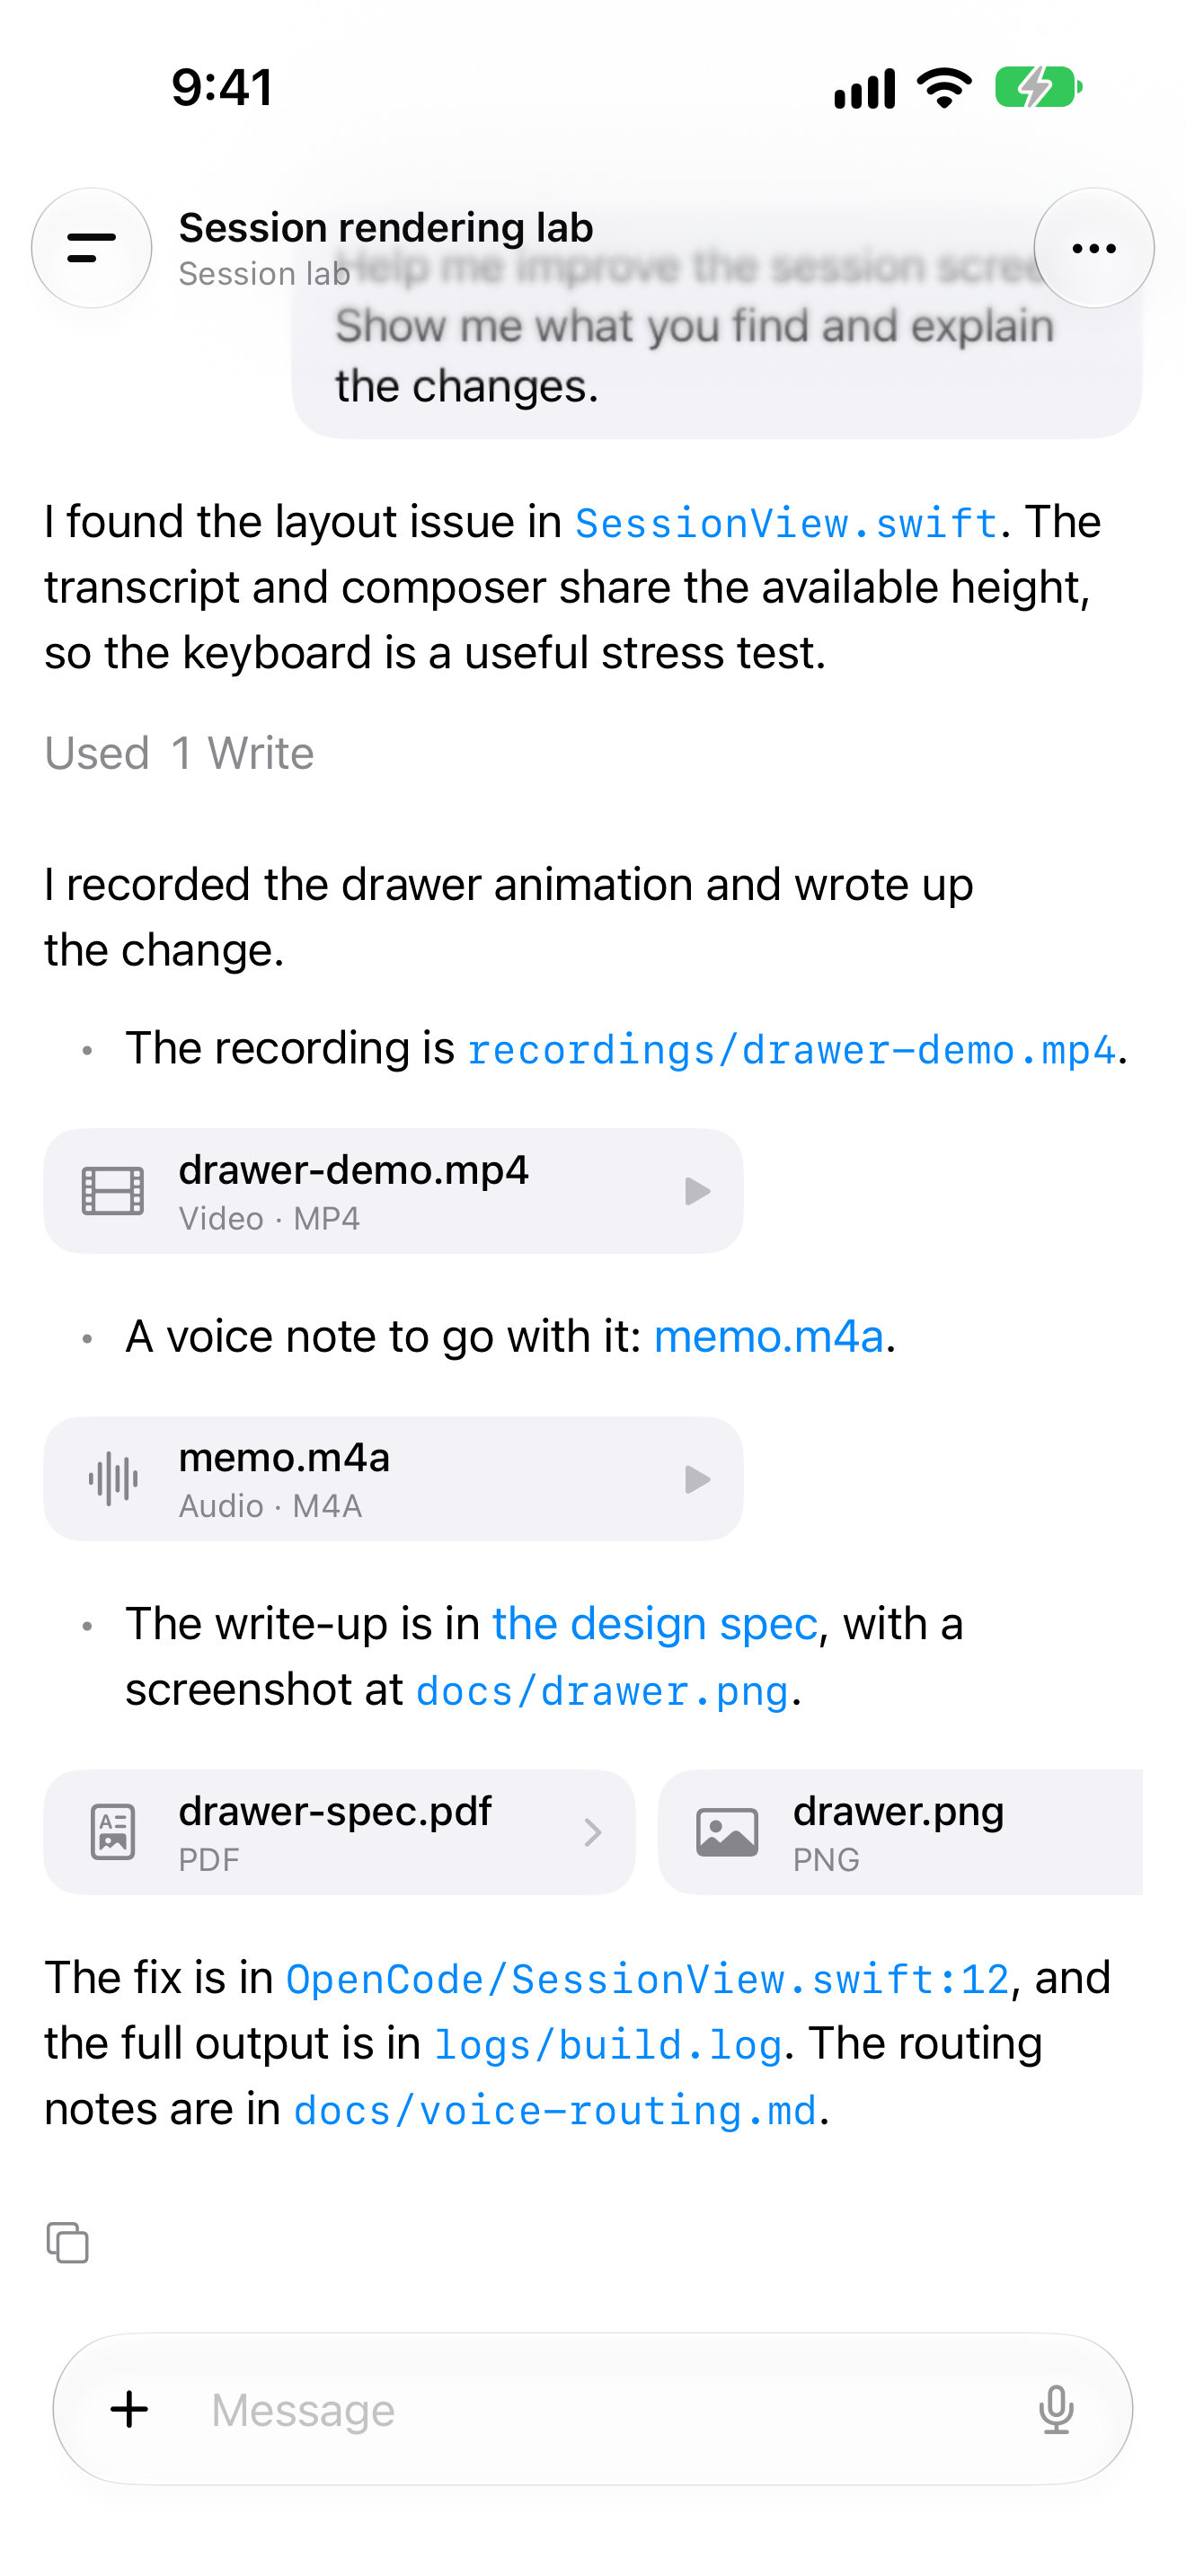 9:41
Session rendering lab
Session lab
Help me improve the session
Show me what you find and explain
the changes.
I found the layout issue in SessionView.swift. The
transcript and composer share the available height,
so the keyboard is a useful stress test.
Used 1 Write
I recorded the drawer animation and wrote up
the change.
• The recording is recordings/drawer-demo.mp4.
drawer-demo.mp4
Video · MP4
• A voice note to go with it: memo.m4a.
memo.m4a
Audio · M4A
• The write-up is in the design spec, with a
screenshot at docs/drawer.png.
drawer-spec.pdf
PDF
drawer.png
PNG
The fix is in OpenCode/SessionView.swift:12, and
the full output is in logs/build.log. The routing
notes are in docs/voice-routing.md.
Message